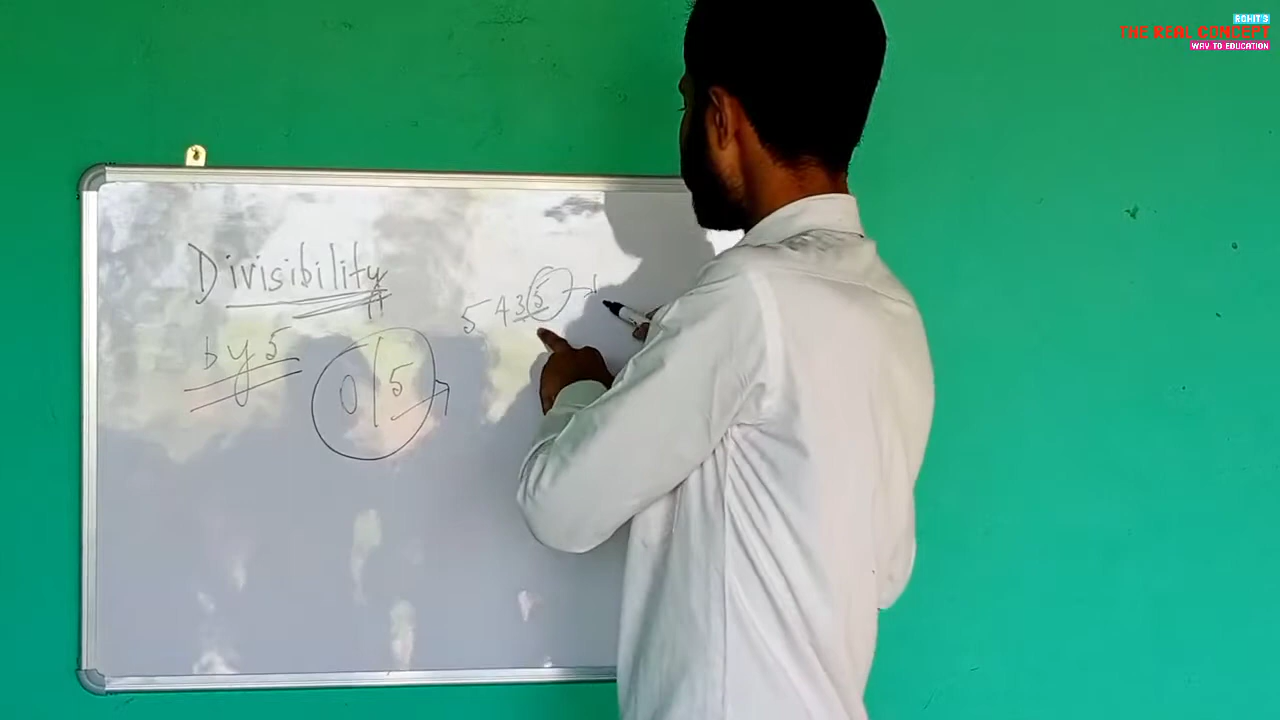 ROHIT'S
THE REAL CONCEPT
WAY TO EDUCATION
Divisibility
by 5
0 | 5
5435